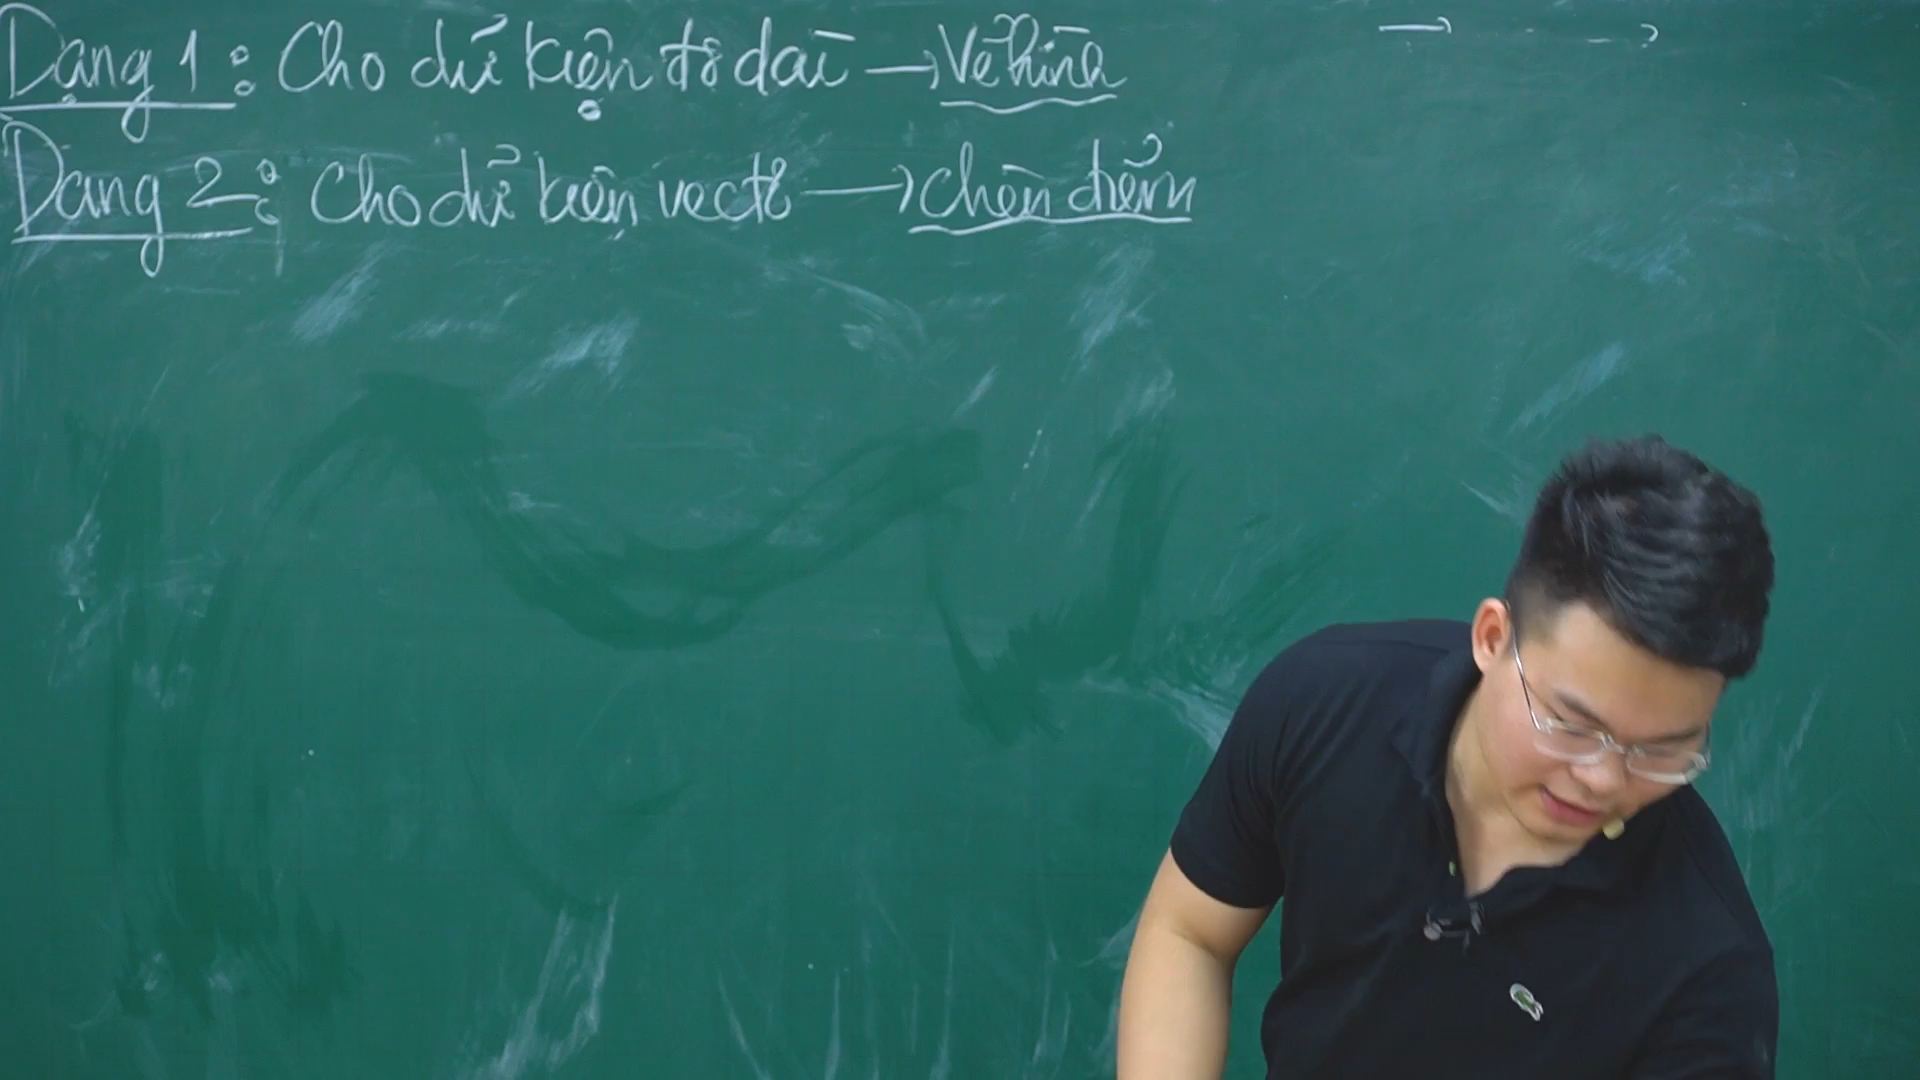 Dạng 1: Cho dữ kiện độ dài → Vẽ hình
Dạng 2: Cho dữ kiện vectơ → chèn điểm